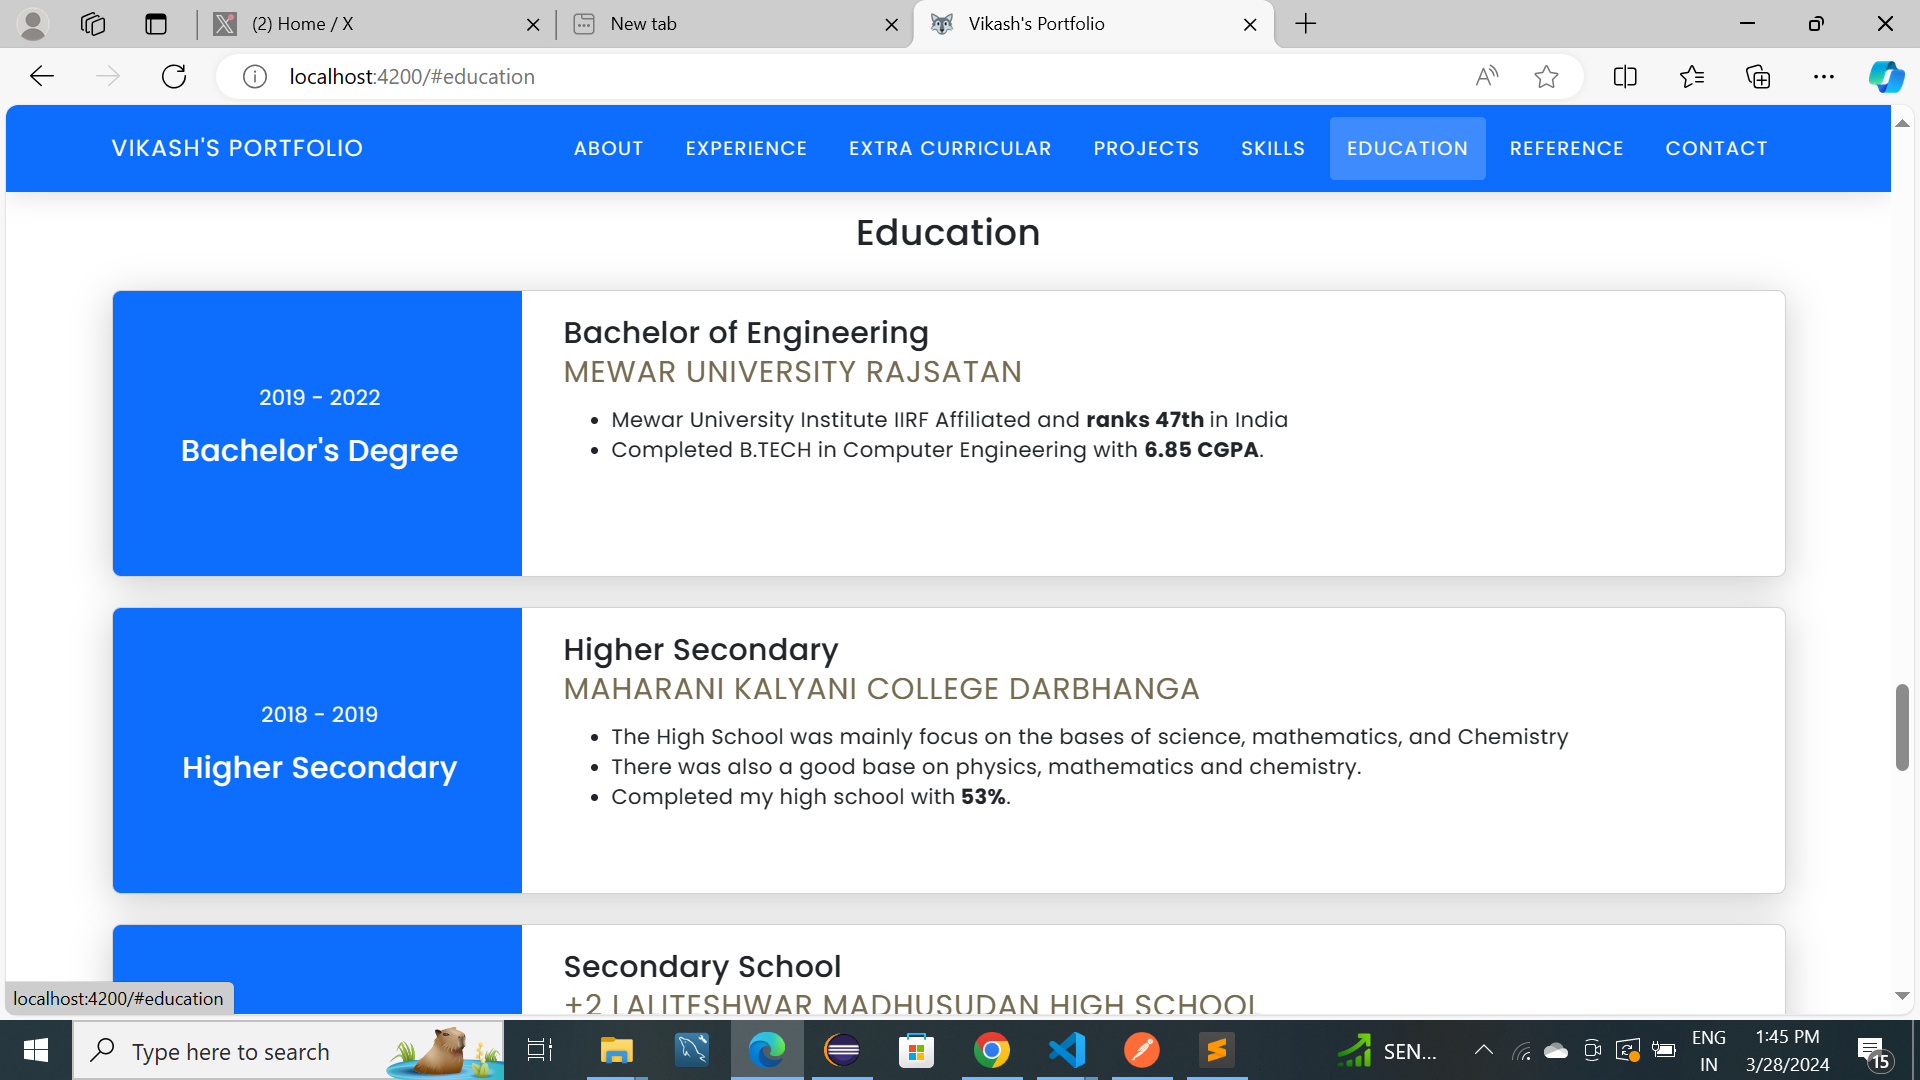 (2) Home / X
New tab
Vikash's Portfolio
localhost:4200/#education
VIKASH'S PORTFOLIO
ABOUT
EXPERIENCE
EXTRA CURRICULAR
PROJECTS
SKILLS
EDUCATION
REFERENCE
CONTACT
Education
2019 - 2022
Bachelor's Degree
Bachelor of Engineering
MEWAR UNIVERSITY RAJSATAN
Mewar University Institute IIRF Affiliated and ranks 47th in India
Completed B.TECH in Computer Engineering with 6.85 CGPA.
2018 - 2019
Higher Secondary
Higher Secondary
MAHARANI KALYANI COLLEGE DARBHANGA
The High School was mainly focus on the bases of science, mathematics, and Chemistry
There was also a good base on physics, mathematics and chemistry.
Completed my high school with 53%.
Secondary School
+2 LALITESHWAR MADHUSUDAN HIGH SCHOOL
localhost:4200/#education
Type here to search
SEN...
ENG
IN
1:45 PM
3/28/2024
15